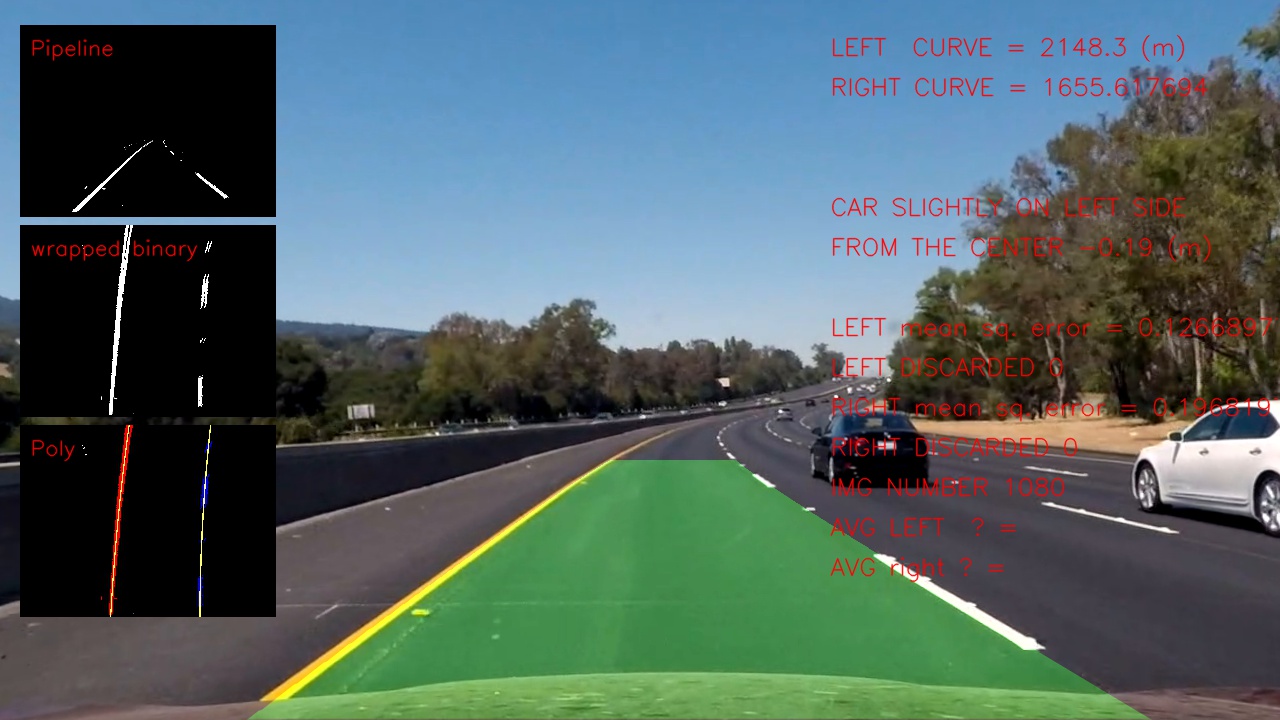 Pipeline
wrapped binary
Poly
LEFT CURVE = 2148.3 (m)
RIGHT CURVE = 1655.617694
CAR SLIGHTLY ON LEFT SIDE
FROM THE CENTER -0.19 (m)
LEFT mean sq. error = 0.1266897
LEFT DISCARDED 0
RIGHT mean sq. error = 0.196819
RIGHT DISCARDED 0
IMG NUMBER 1080
AVG LEFT ? =
AVG right ? =